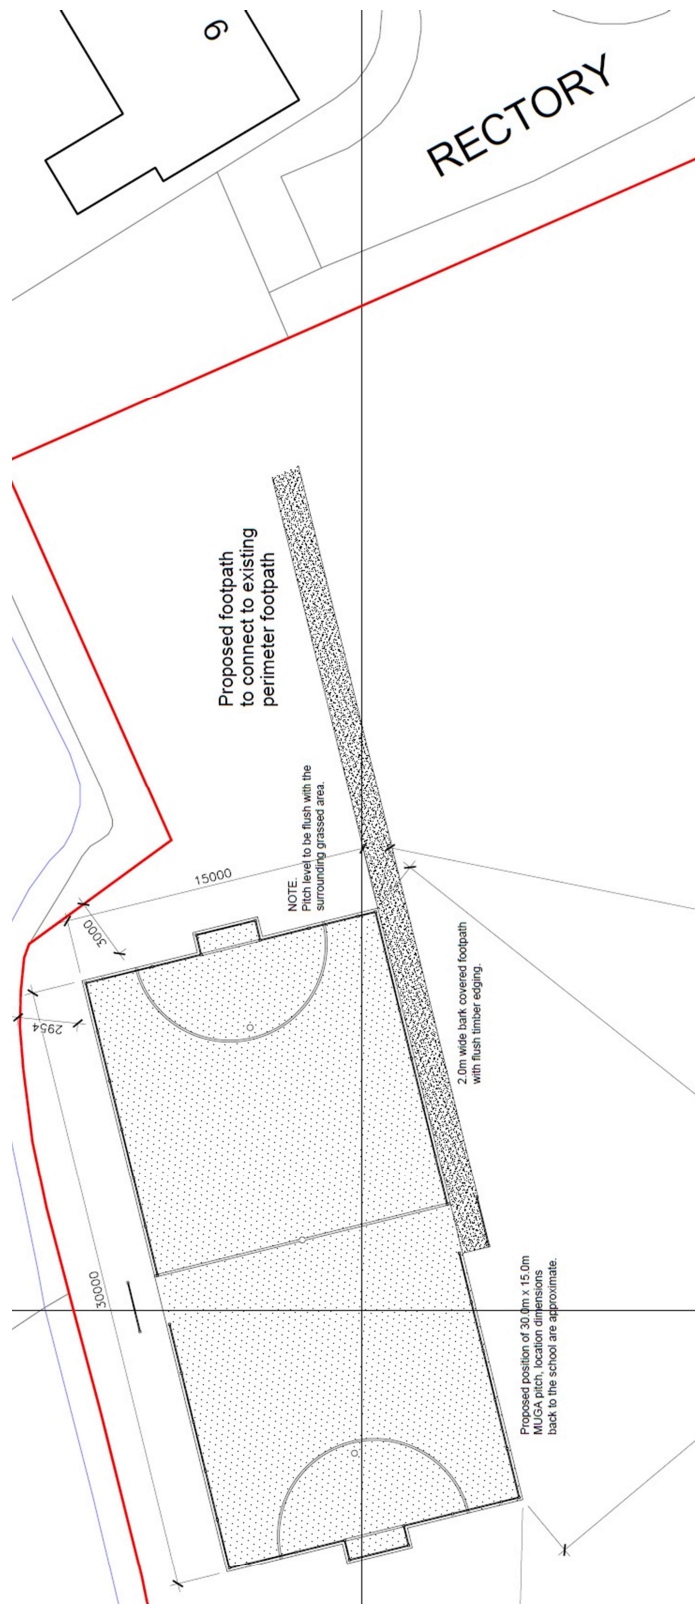 6
RECTORY
Proposed footpath
to connect to existing
perimeter footpath
NOTE.
Pitch level to be flush with the
surrounding grassed area.
15000
3000
2954
2.0m wide bark covered footpath
with flush timber edging.
30000
Proposed position of 30.0m x 15.0m
MUGA pitch, location dimensions
back to the school are approximate.